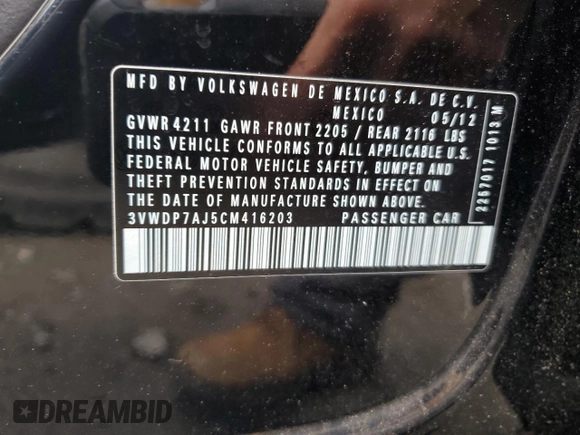 MFD BY VOLKSWAGEN DE MEXICO S.A. DE C.V.
MEXICO 05/12
GVWR 4211 GAWR FRONT 2205 / REAR 2116 LBS
THIS VEHICLE CONFORMS TO ALL APPLICABLE U.S.
FEDERAL MOTOR VEHICLE SAFETY, BUMPER AND
THEFT PREVENTION STANDARDS IN EFFECT ON
THE DATE OF MANUFACTURE SHOWN ABOVE.
3VWDP7AJ5CM416203 PASSENGER CAR
2257017 1013 M
DREAMBID